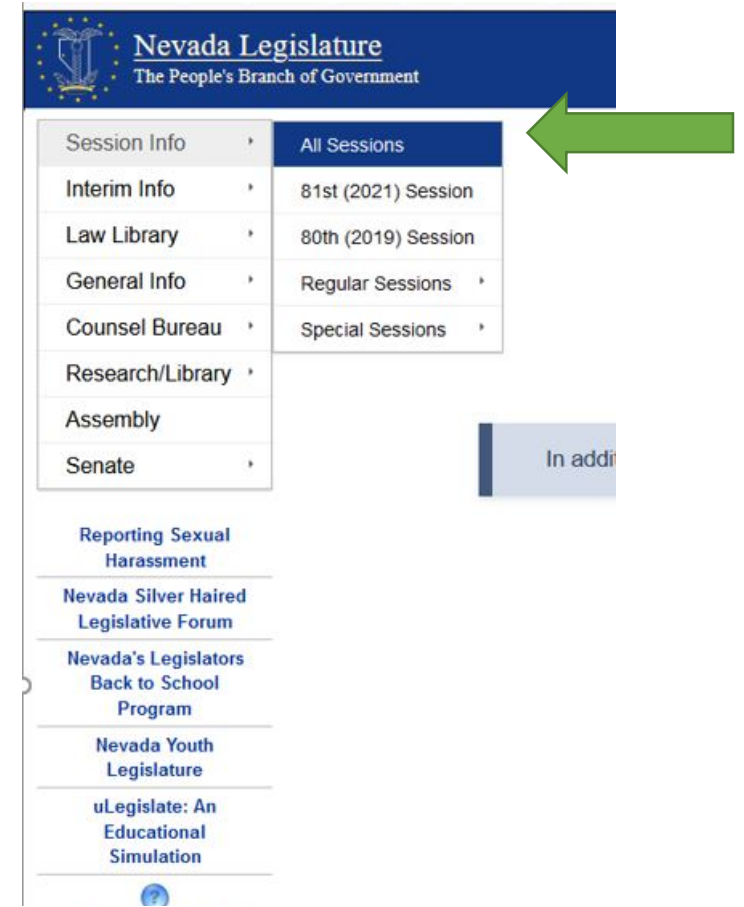 Nevada Legislature
The People's Branch of Government
Session Info
All Sessions
Interim Info
81st (2021) Session
Law Library
80th (2019) Session
General Info
Regular Sessions
Counsel Bureau
Special Sessions
Research/Library
Assembly
Senate
In addi
Reporting Sexual
Harassment
Nevada Silver Haired
Legislative Forum
Nevada's Legislators
Back to School
Program
Nevada Youth
Legislature
uLegislate: An
Educational
Simulation
?